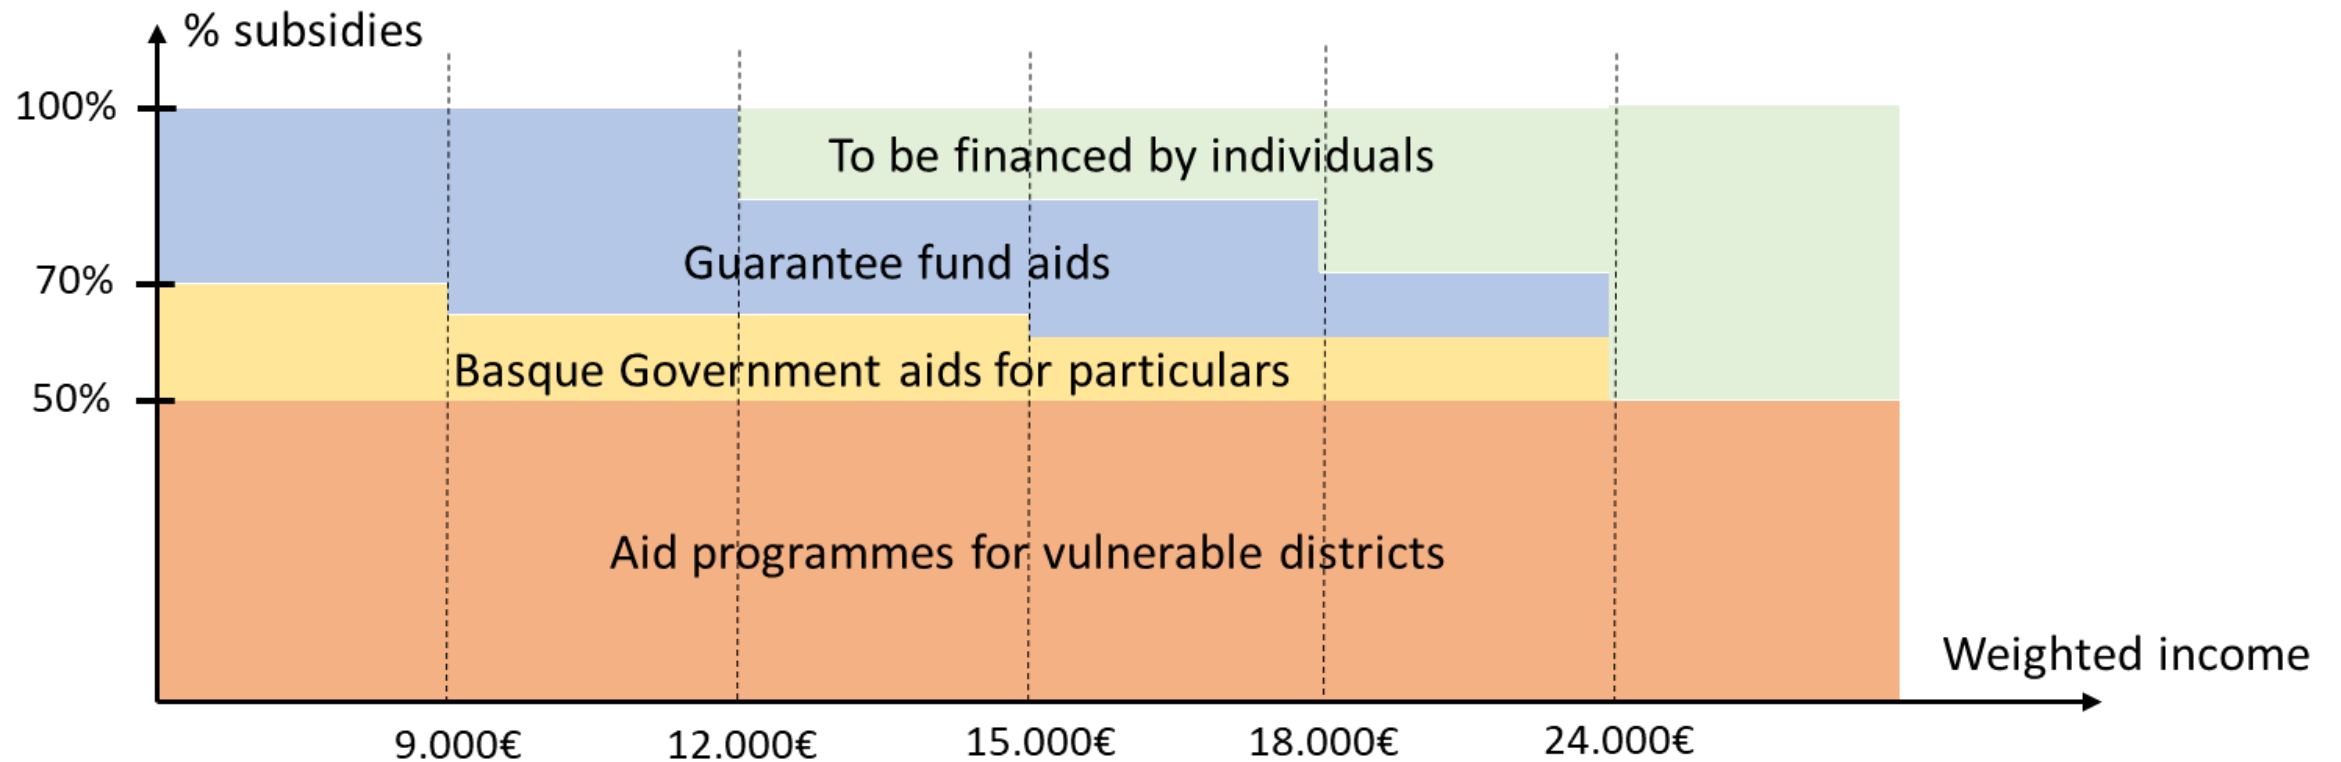 % subsidies
100%
To be financed by individuals
Guarantee fund aids
70%
Basque Government aids for particulars
50%
Aid programmes for vulnerable districts
Weighted income
9.000€
12.000€
15.000€
18.000€
24.000€